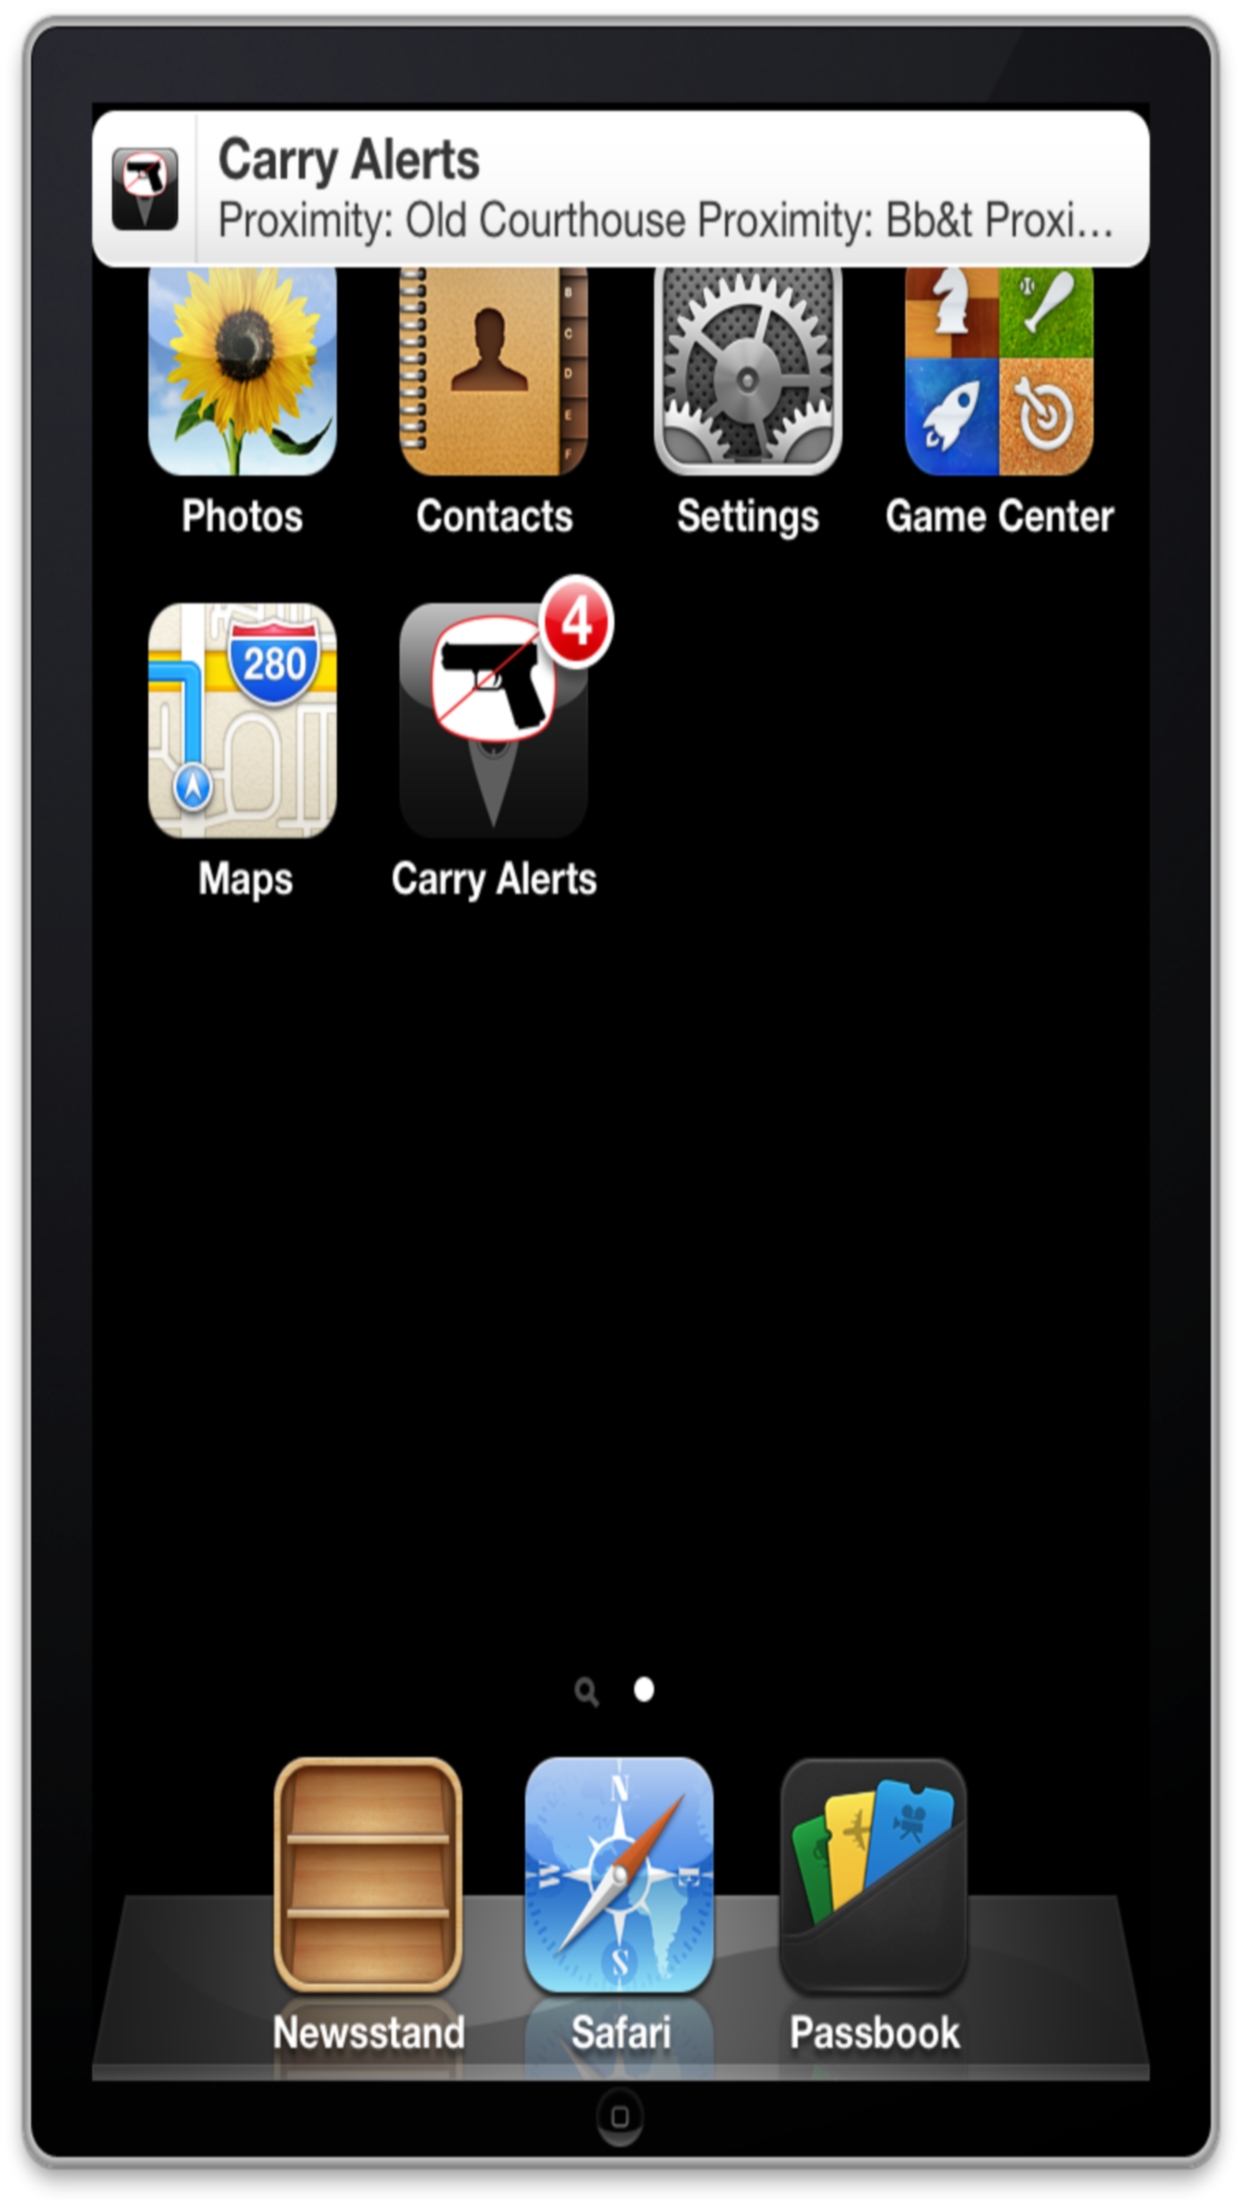 Carry Alerts
Proximity: Old Courthouse Proximity: Bb&t Proxi...
B
C
D
E
F
Photos Contacts Settings Game Center
4
280
Maps Carry Alerts
N
W E
S
Newsstand Safari Passbook